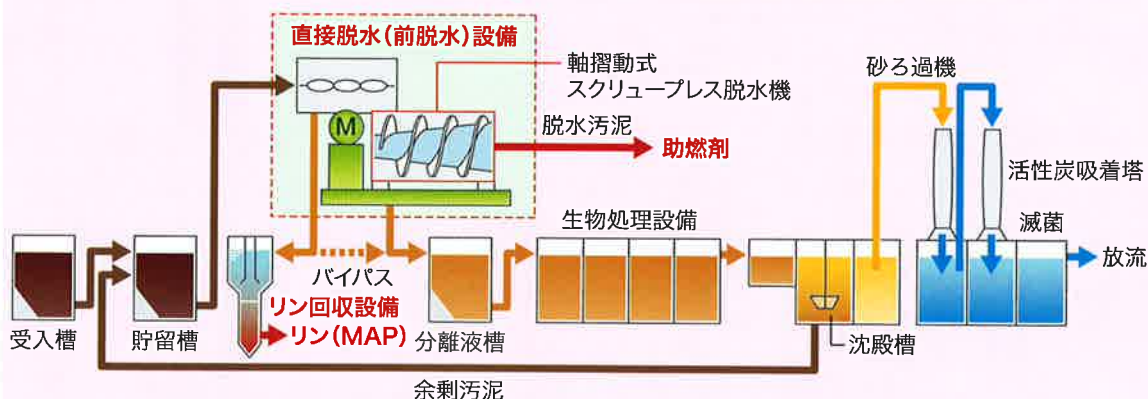 直接脱水(前脱水)設備
軸摺動式
スクリュープレス脱水機
M
脱水汚泥
助燃剤
砂ろ過機
活性炭吸着塔
滅菌
放流
生物処理設備
バイパス
リン回収設備
リン(MAP)
受入槽
貯留槽
分離液槽
沈殿槽
余剰汚泥